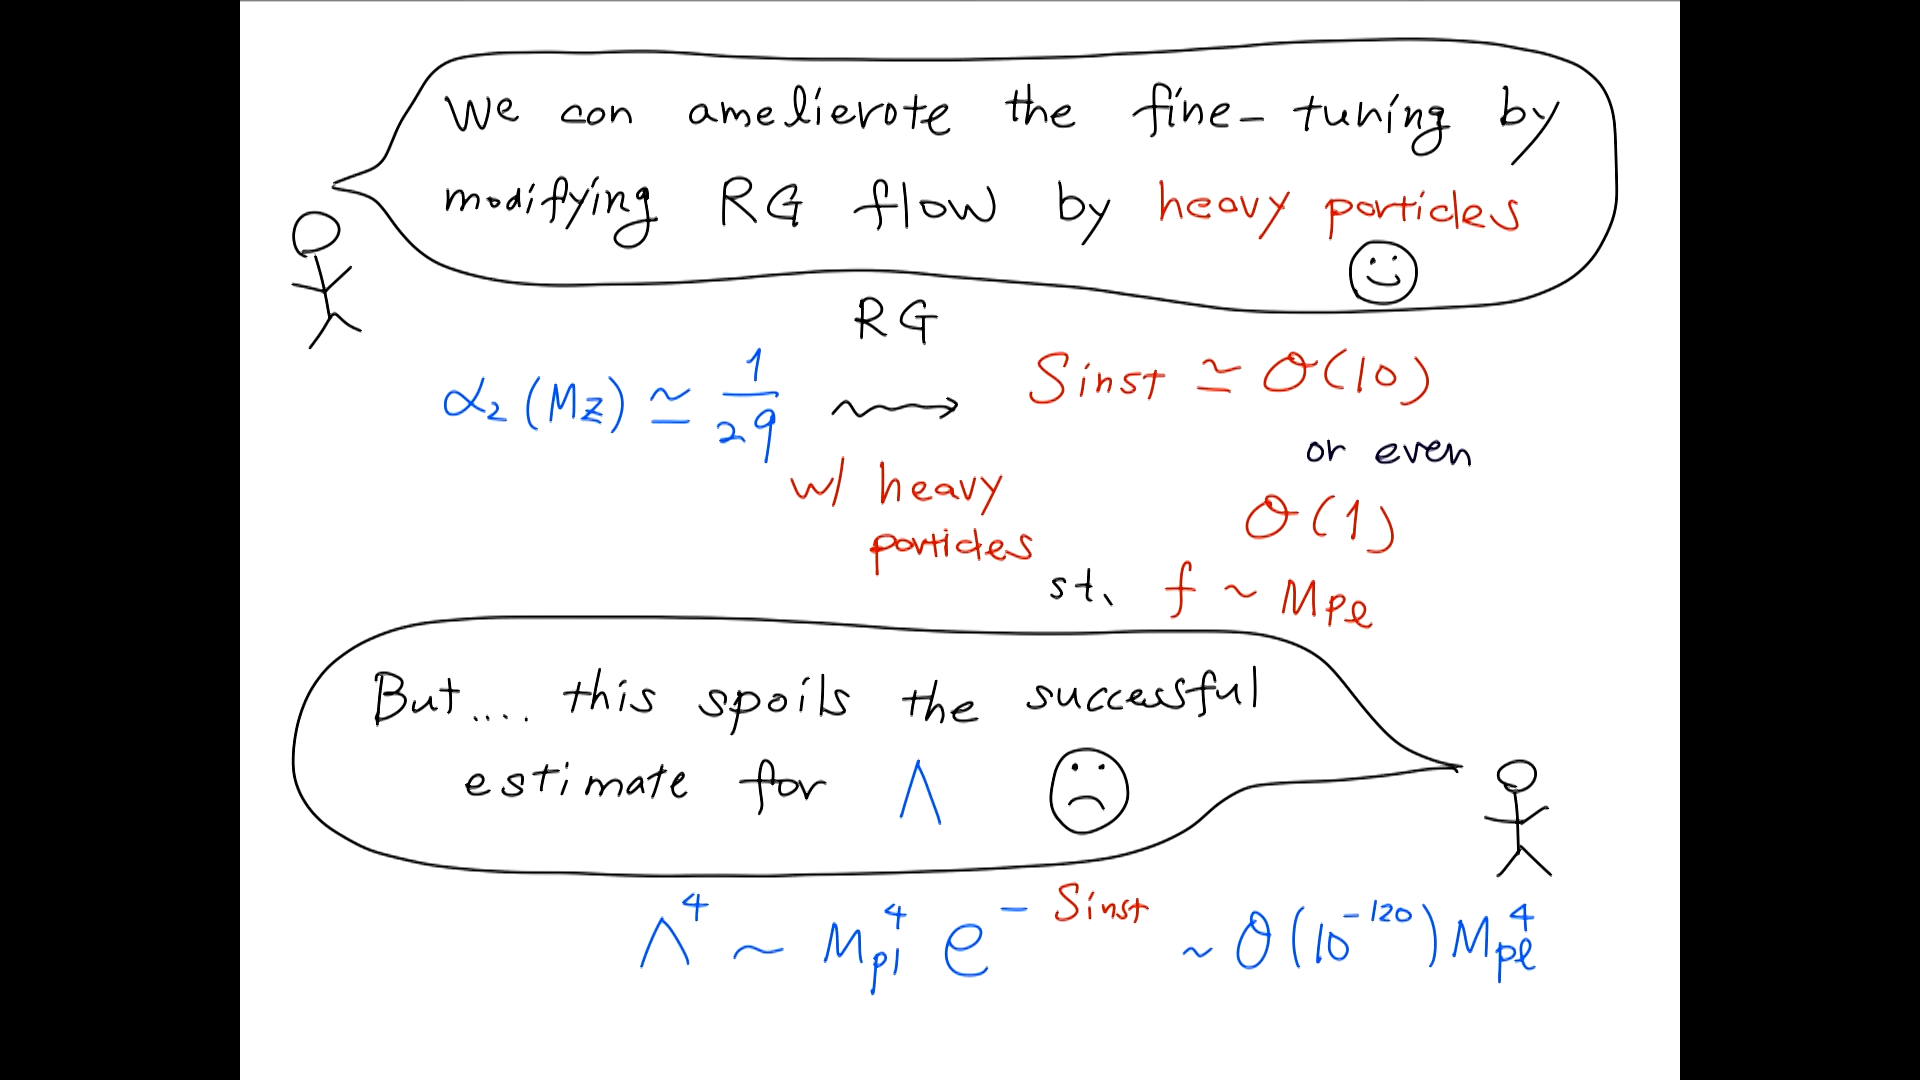 We can amelierote the fine-tuning by
modifying RG flow by heavy particles
RG
α₂(Mz) ≃ 1/29 ⇝ Sinst ≃ O(10)
w/ heavy particles
or even
O(1)
st. f ~ Mpl
But.... this spoils the successful
estimate for Λ
Λ⁴ ~ Mpl⁴ e^(-Sinst) ~ O(10⁻¹²⁰) Mpl⁴